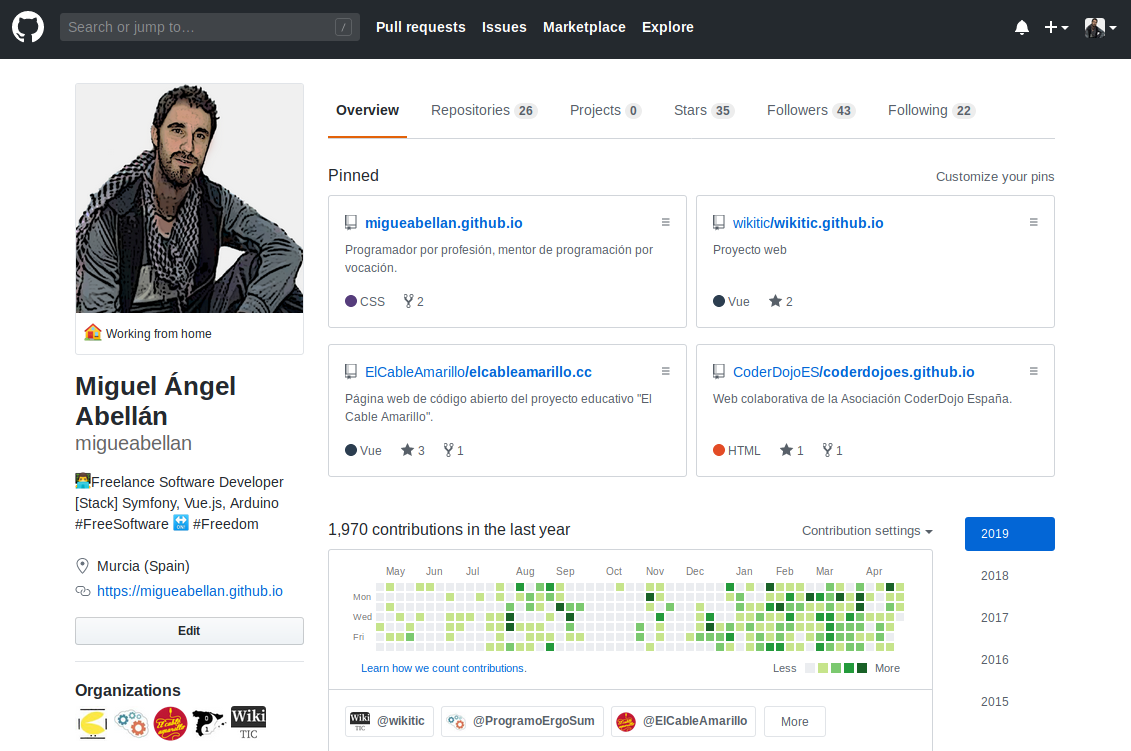 Search or jump to… /
Pull requests Issues Marketplace Explore
Overview Repositories 26 Projects 0 Stars 35 Followers 43 Following 22
Working from home
Miguel Ángel
Abellán
migueabellan
Freelance Software Developer
[Stack] Symfony, Vue.js, Arduino
#FreeSoftware ON! #Freedom
Murcia (Spain)
https://migueabellan.github.io
Edit
Organizations
Wiki
TIC
Pinned
Customize your pins
migueabellan.github.io
Programador por profesión, mentor de programación por
vocación.
CSS 2
wikitic/wikitic.github.io
Proyecto web
Vue 2
ElCableAmarillo/elcableamarillo.cc
Página web de código abierto del proyecto educativo "El
Cable Amarillo".
Vue 3 1
CoderDojoES/coderdojoes.github.io
Web colaborativa de la Asociación CoderDojo España.
HTML 1 1
1,970 contributions in the last year
Contribution settings
May Jun Jul Aug Sep Oct Nov Dec Jan Feb Mar Apr
Mon
Wed
Fri
Learn how we count contributions.
Less More
Wiki
TIC
@wikitic @ProgramoErgoSum @ElCableAmarillo More
2019
2018
2017
2016
2015